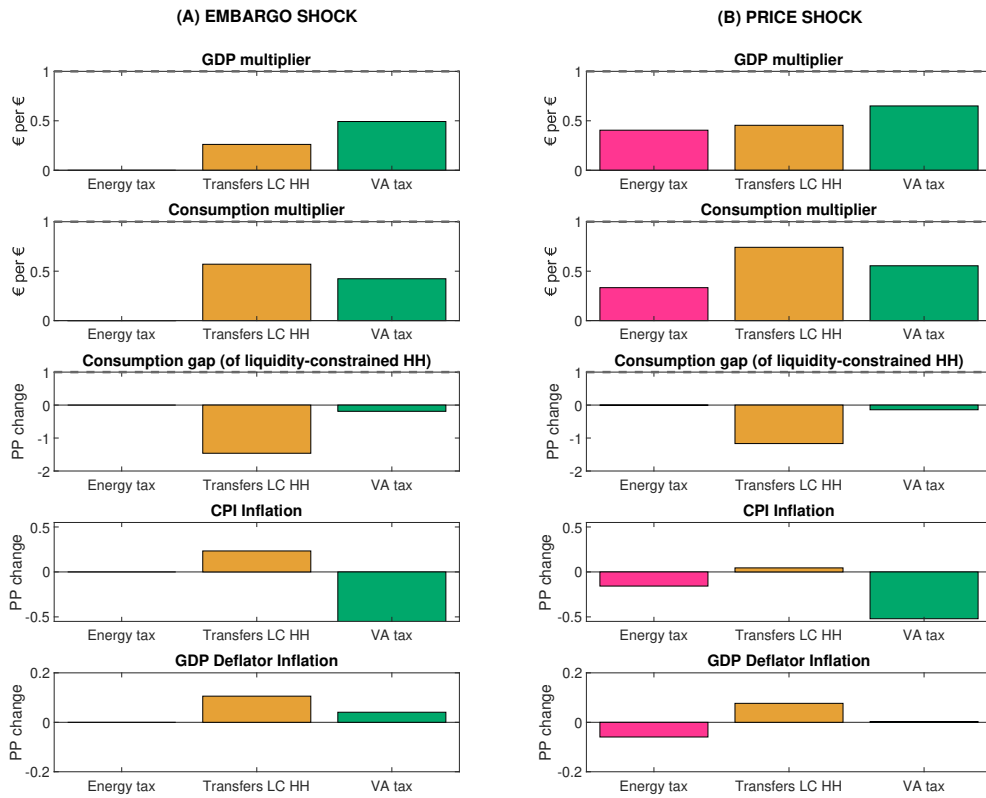 (A) EMBARGO SHOCK
GDP multiplier
€ per €
1
0.5
0
Energy tax Transfers LC HH VA tax
Consumption multiplier
€ per €
1
0.5
0
Energy tax Transfers LC HH VA tax
Consumption gap (of liquidity-constrained HH)
PP change
1
0
-1
-2
Energy tax Transfers LC HH VA tax
CPI Inflation
PP change
0.5
0
-0.5
Energy tax Transfers LC HH VA tax
GDP Deflator Inflation
PP change
0.2
0
-0.2
Energy tax Transfers LC HH VA tax
(B) PRICE SHOCK
GDP multiplier
€ per €
1
0.5
0
Energy tax Transfers LC HH VA tax
Consumption multiplier
€ per €
1
0.5
0
Energy tax Transfers LC HH VA tax
Consumption gap (of liquidity-constrained HH)
PP change
1
0
-1
-2
Energy tax Transfers LC HH VA tax
CPI Inflation
PP change
0.5
0
-0.5
Energy tax Transfers LC HH VA tax
GDP Deflator Inflation
PP change
0.2
0
-0.2
Energy tax Transfers LC HH VA tax